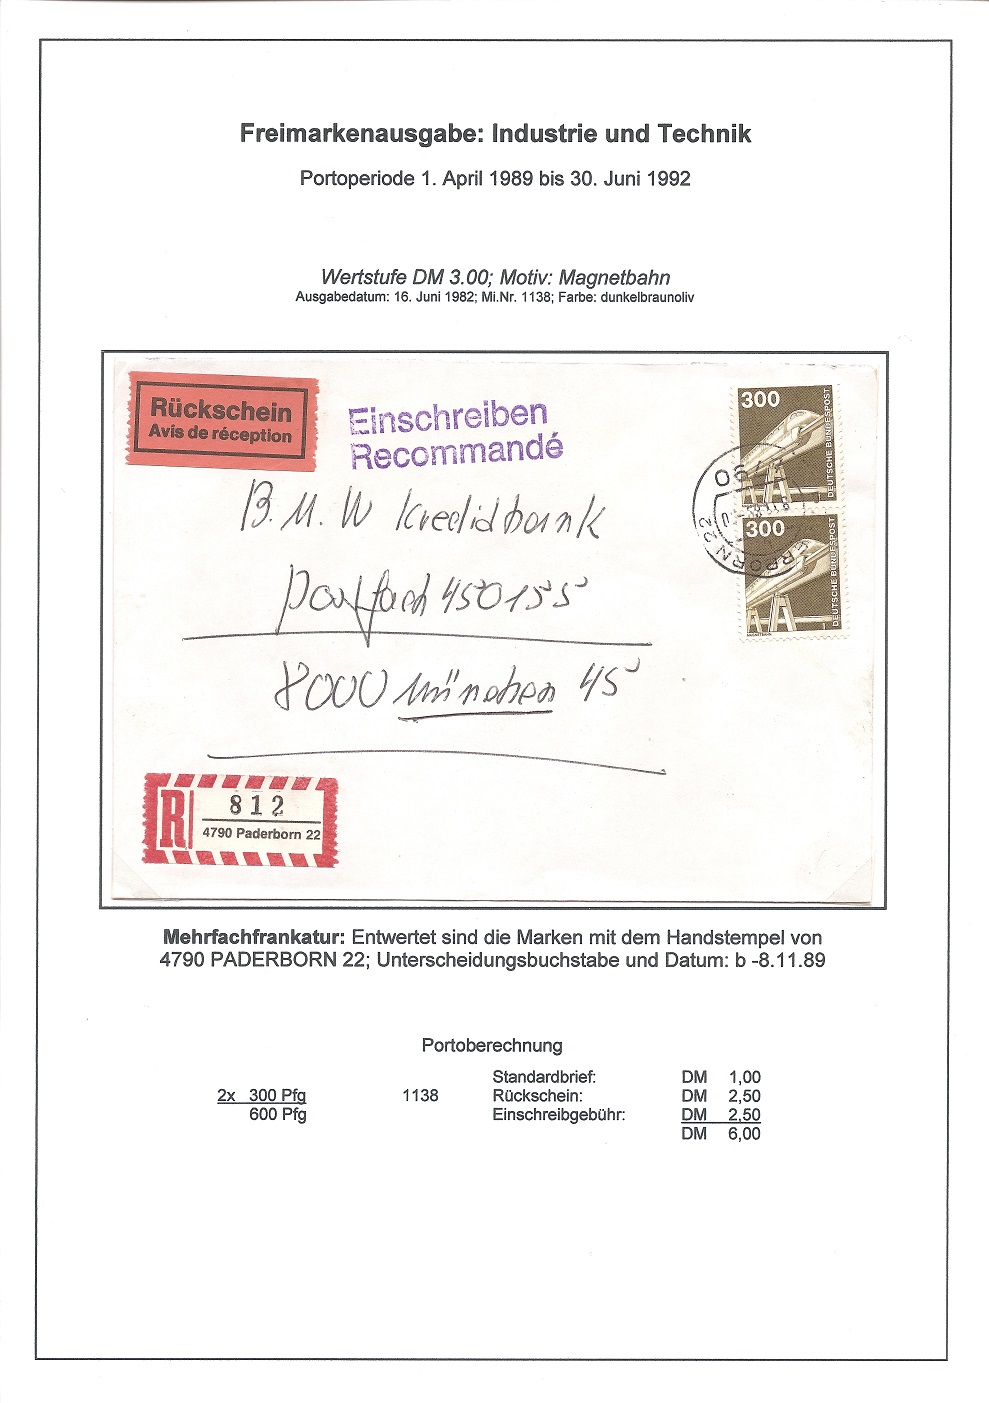 Freimarkenausgabe: Industrie und Technik
Portoperiode 1. April 1989 bis 30. Juni 1992
Wertstufe DM 3.00; Motiv: Magnetbahn
Ausgabedatum: 16. Juni 1982; Mi.Nr. 1138; Farbe: dunkelbraunoliv
Rückschein
Avis de réception
Einschreiben
Recommandé
300
DEUTSCHE BUNDESPOST
300
DEUTSCHE BUNDESPOST
MAGNETBAHN
B.M.W Kreditbank
Postfach 450155
8000 München 45
R
812
4790 Paderborn 22
Mehrfachfrankatur: Entwertet sind die Marken mit dem Handstempel von
4790 PADERBORN 22; Unterscheidungsbuchstabe und Datum: b -8.11.89
Portoberechnung
Standardbrief: DM 1,00
2x 300 Pfg 1138 Rückschein: DM 2,50
600 Pfg Einschreibgebühr: DM 2,50
DM 6,00